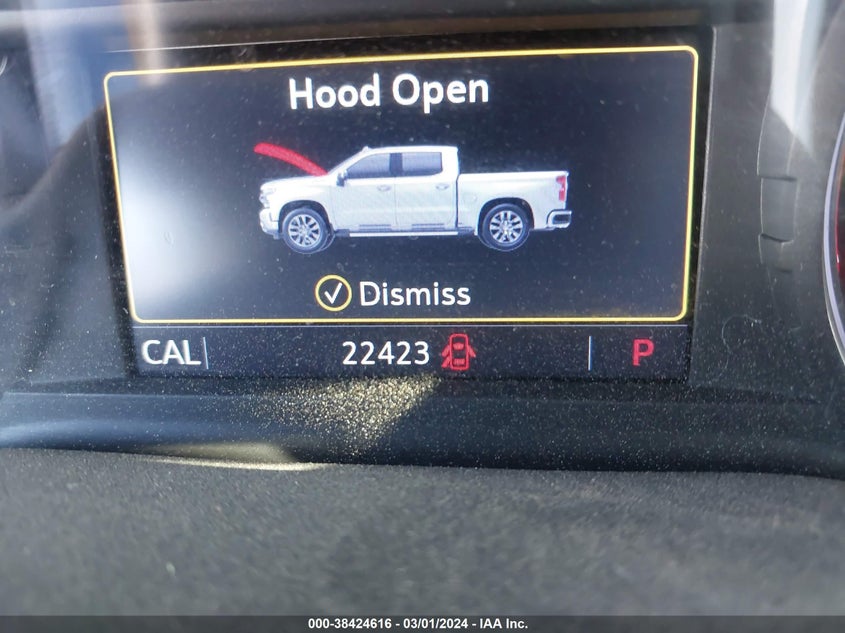 Hood Open
Dismiss
CAL 22423 P
000-38424616 - 03/01/2024 - IAA Inc.